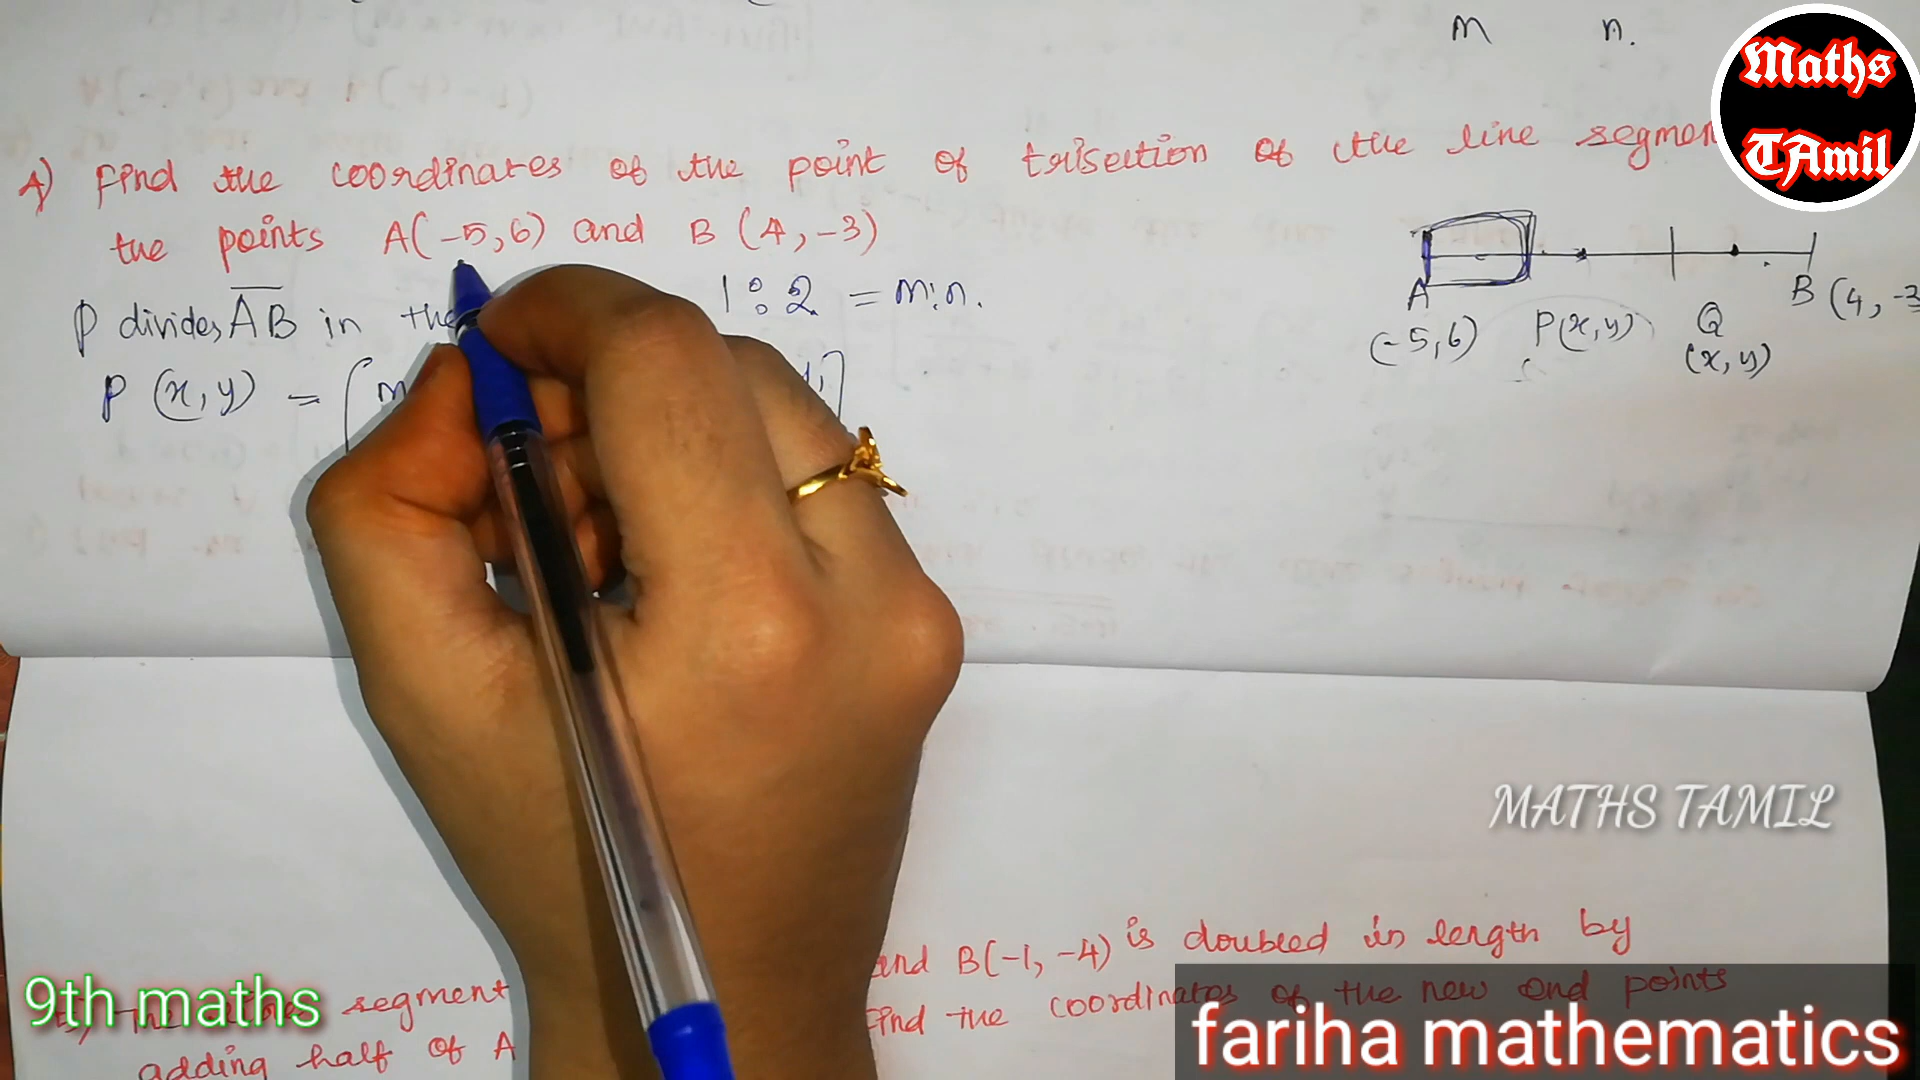 m n.
Maths
TAmil
4) Find the coordinates of the point of trisection of the line segmen
the points A(-5,6) and B (4,-3)
P divides AB in the 1:2 = m:n.
P (x,y) = (m
A B (4, -3
(-5,6) P(x,y) Q
(x,y)
MATHS TAMIL
segment and B(-1,-4) is doubled in length by
adding half of A Find the coordinates of the new end points
9th maths
fariha mathematics